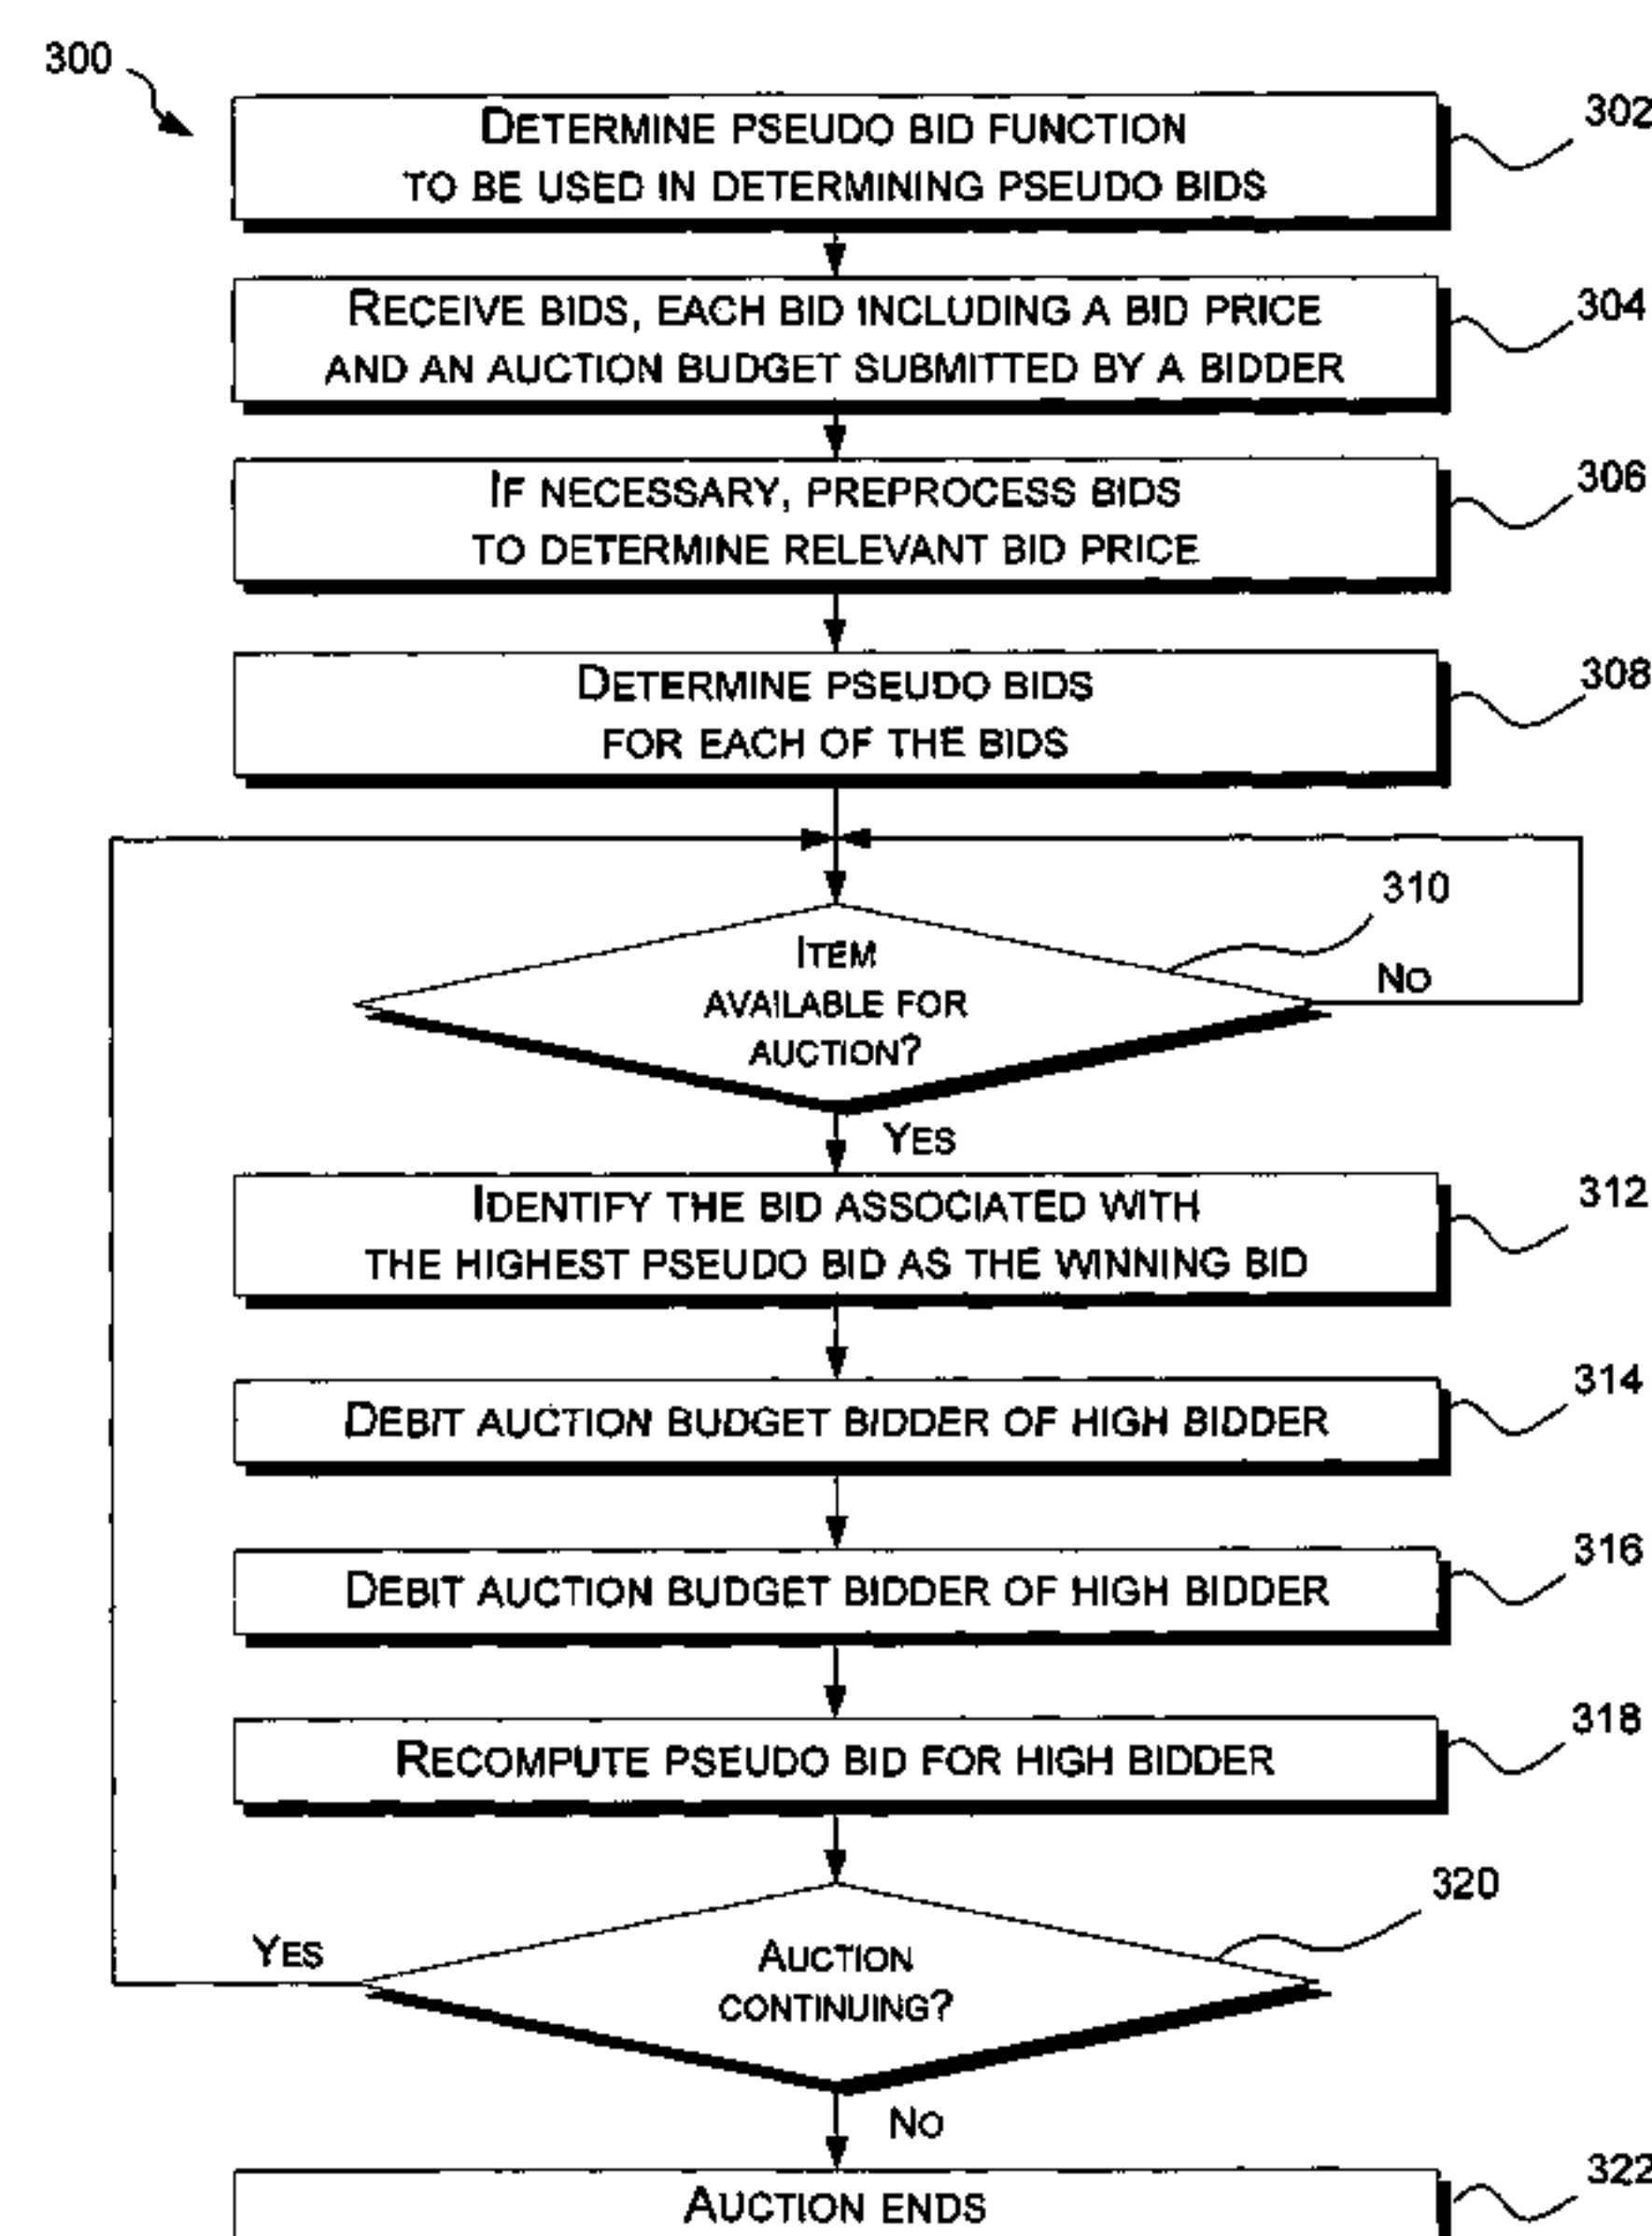 300
DETERMINE PSEUDO BID FUNCTION
TO BE USED IN DETERMINING PSEUDO BIDS
302
RECEIVE BIDS, EACH BID INCLUDING A BID PRICE
AND AN AUCTION BUDGET SUBMITTED BY A BIDDER
304
IF NECESSARY, PREPROCESS BIDS
TO DETERMINE RELEVANT BID PRICE
306
DETERMINE PSEUDO BIDS
FOR EACH OF THE BIDS
308
310
ITEM
AVAILABLE FOR
AUCTION?
NO
YES
IDENTIFY THE BID ASSOCIATED WITH
THE HIGHEST PSEUDO BID AS THE WINNING BID
312
DEBIT AUCTION BUDGET BIDDER OF HIGH BIDDER
314
DEBIT AUCTION BUDGET BIDDER OF HIGH BIDDER
316
RECOMPUTE PSEUDO BID FOR HIGH BIDDER
318
320
YES
AUCTION
CONTINUING?
NO
AUCTION ENDS
322